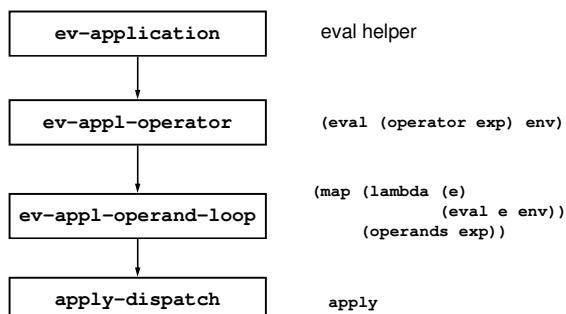 ev-application eval helper
ev-appl-operator (eval (operator exp) env)
(map (lambda (e)
ev-appl-operand-loop (eval e env))
(operands exp))
apply-dispatch apply